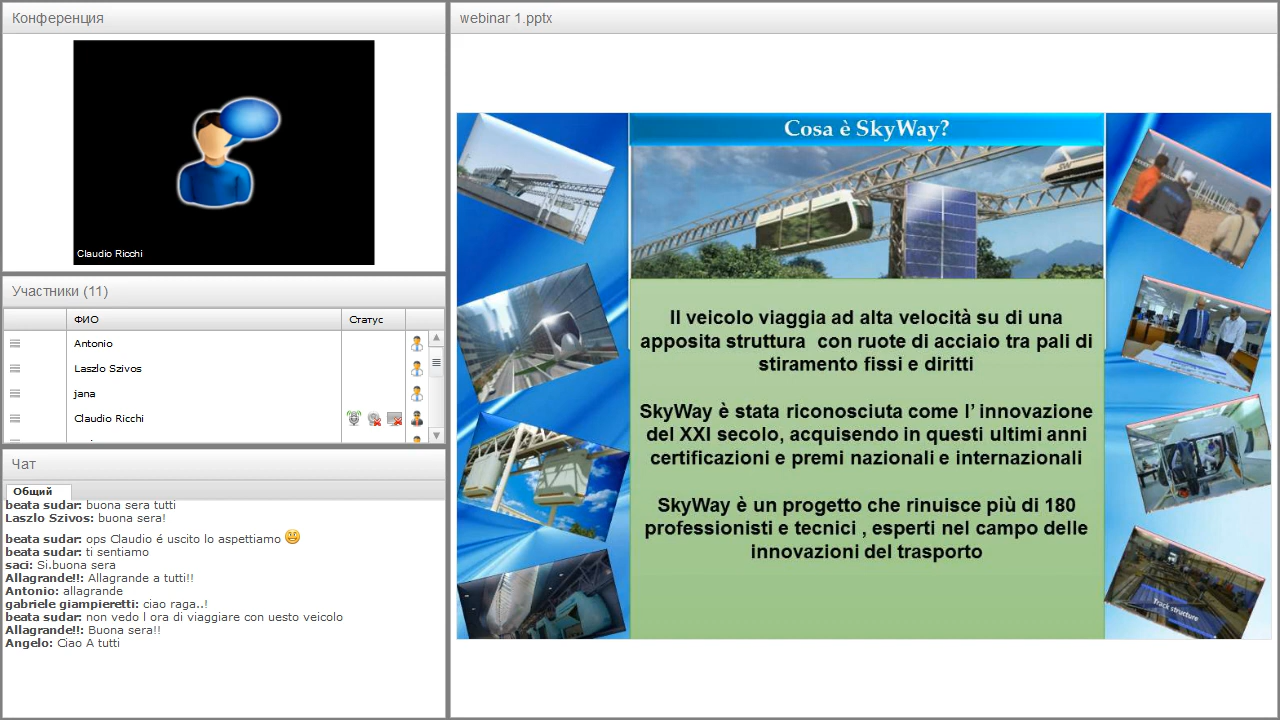 Конференция
Claudio Ricchi
Участники (11)
ФИО
Статус
Antonio
Laszlo Szivos
jana
Claudio Ricchi
Чат
Общий
beata sudar: buona sera tutti
Laszlo Szivos: buona sera!
beata sudar: ops Claudio é uscito lo aspettiamo
beata sudar: ti sentiamo
saci: Si.buona sera
Allagrande!!: Allagrande a tutti!!
Antonio: allagrande
gabriele giampieretti: ciao raga..!
beata sudar: non vedo l ora di viaggiare con uesto veicolo
Allagrande!!: Buona sera!!
Angelo: Ciao A tutti
webinar 1.pptx
Cosa è SkyWay?
SW
Il veicolo viaggia ad alta velocità su di una
apposita struttura con ruote di acciaio tra pali di
stiramento fissi e diritti
SkyWay è stata riconosciuta come l' innovazione
del XXI secolo, acquisendo in questi ultimi anni
certificazioni e premi nazionali e internazionali
SkyWay è un progetto che rinuisce più di 180
professionisti e tecnici , esperti nel campo delle
innovazioni del trasporto
Track structure